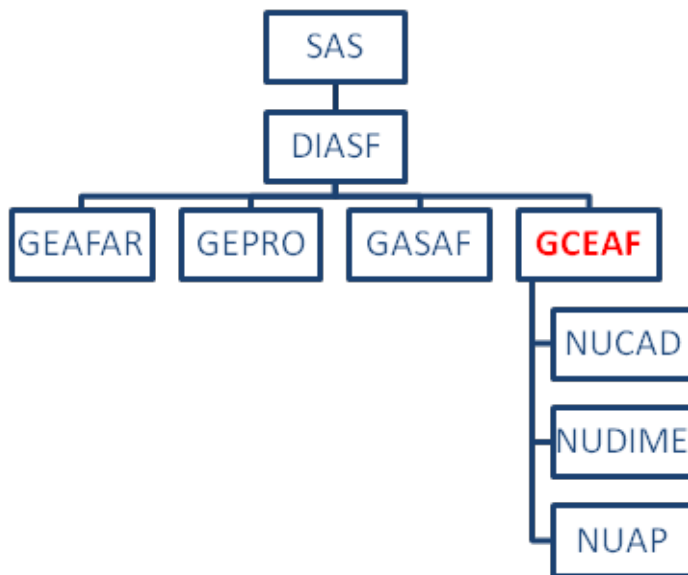 SAS
DIASF
GEAFAR
GEPRO
GASAF
GCEAF
NUCAD
NUDIME
NUAP